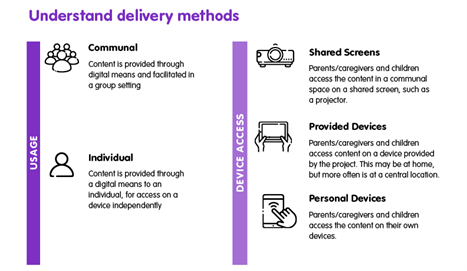 Understand delivery methods
USAGE
Communal
Content is provided through
digital means and facilitated in
a group setting
Individual
Content is provided through
a digital means to an
individual, for access on a
device independently
DEVICE ACCESS
Shared Screens
Parents/caregivers and children
access the content in a communal
space on a shared screen, such as
a projector.
Provided Devices
Parents/caregivers and children
access content on a device provided
by the project. This may be at home,
but more often is at a central location.
Personal Devices
Parents/caregivers and children
access the content on their own
devices.